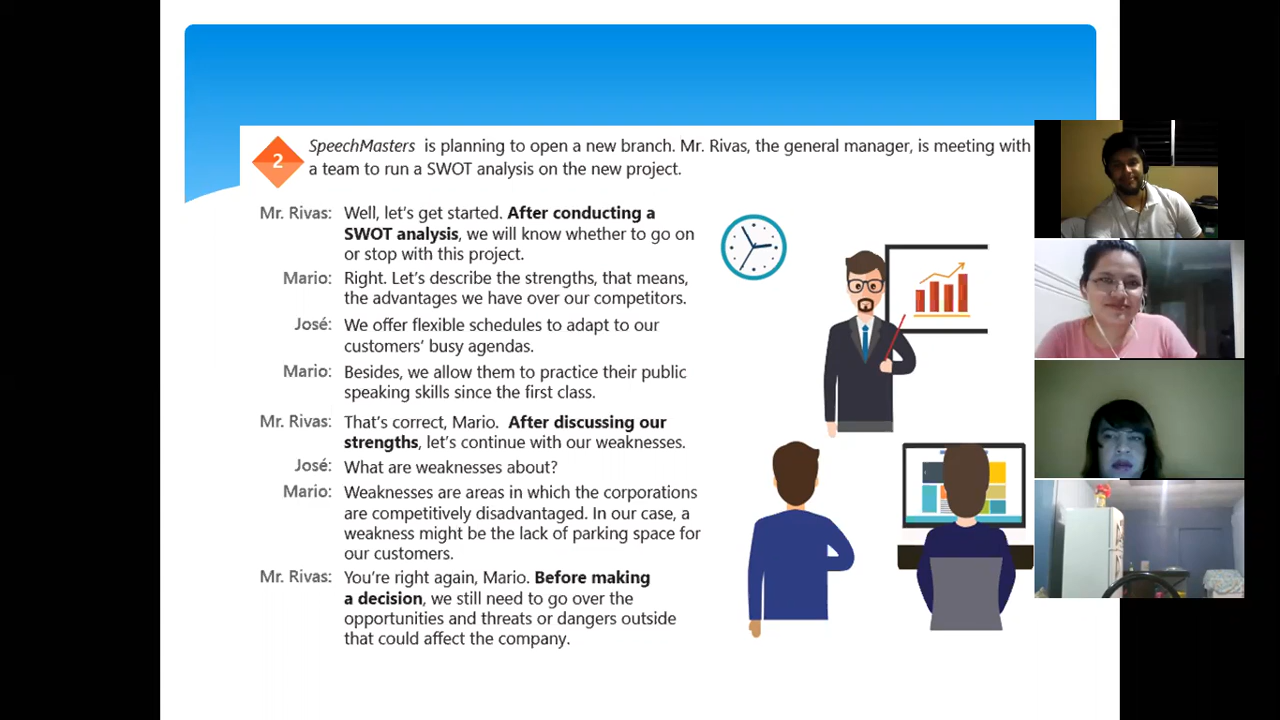 SpeechMasters is planning to open a new branch. Mr. Rivas, the general manager, is meeting with
2
a team to run a SWOT analysis on the new project.
Mr. Rivas: Well, let's get started. After conducting a
SWOT analysis, we will know whether to go on
or stop with this project.
Mario: Right. Let's describe the strengths, that means,
the advantages we have over our competitors.
José: We offer flexible schedules to adapt to our
customers' busy agendas.
Mario: Besides, we allow them to practice their public
speaking skills since the first class.
Mr. Rivas: That's correct, Mario. After discussing our
strengths, let's continue with our weaknesses.
José: What are weaknesses about?
Mario: Weaknesses are areas in which the corporations
are competitively disadvantaged. In our case, a
weakness might be the lack of parking space for
our customers.
Mr. Rivas: You're right again, Mario. Before making
a decision, we still need to go over the
opportunities and threats or dangers outside
that could affect the company.